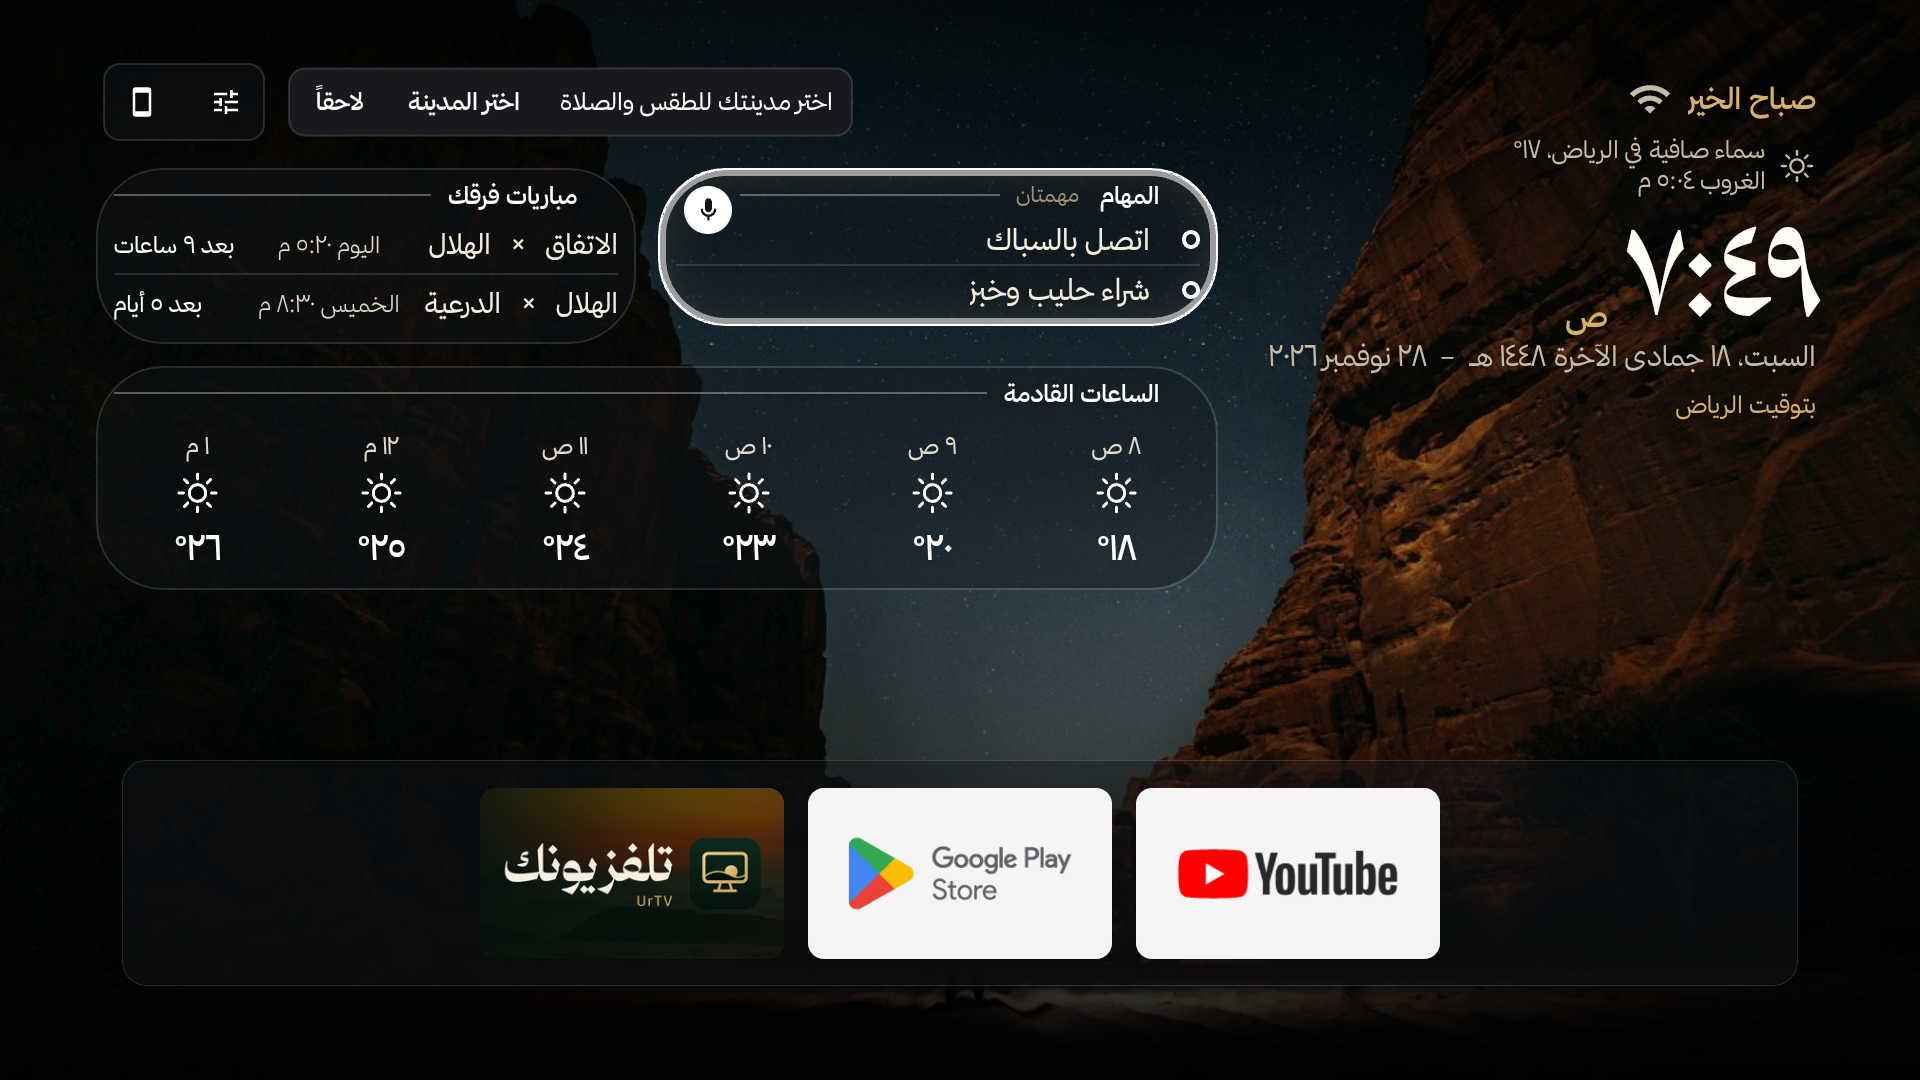 صباح الخير
سماء صافية في الرياض، ١٧°
الغروب ٥:٠٤ م
٧:٤٩ ص
السبت، ١٨ جمادى الآخرة ١٤٤٨ هـ – ٢٨ نوفمبر ٢٠٢٦
بتوقيت الرياض
اختر مدينتك للطقس والصلاة اختر المدينة لاحقاً
المهام مهمتان
اتصل بالسباك
شراء حليب وخبز
مباريات فرقك
الاتفاق × الهلال اليوم ٥:٢٠ م بعد ٩ ساعات
الهلال × الدرعية الخميس ٨:٣٠ م بعد ٥ أيام
الساعات القادمة
٨ ص ٩ ص ١٠ ص ١١ ص ١٢ م ١ م
١٨° ٢٠° ٢٣° ٢٤° ٢٥° ٢٦°
YouTube
Google Play
Store
تلفزيونك
UrTV